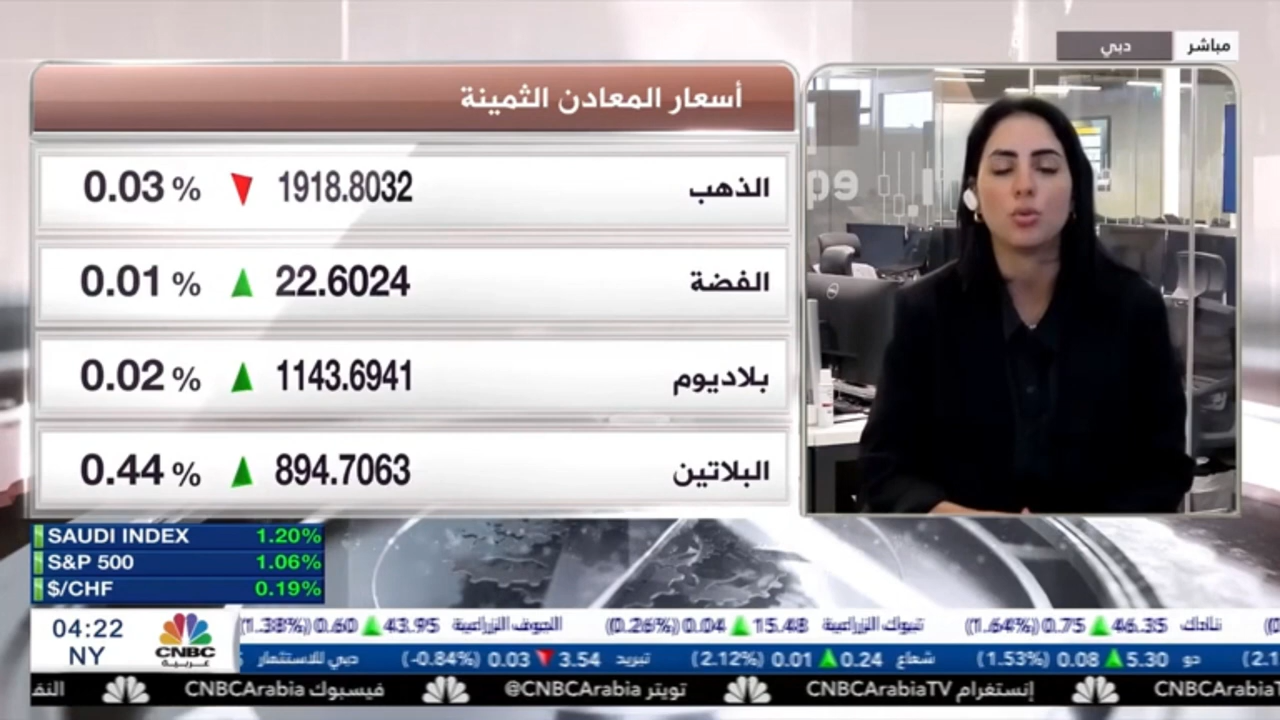 مباشر دبي
أسعار المعادن الثمينة
الذهب 1918.8032 ▼ 0.03 %
الفضة 22.6024 ▲ 0.01 %
بلاديوم 1143.6941 ▲ 0.02 %
البلاتين 894.7063 ▲ 0.44 %
SAUDI INDEX 1.20%
S&P 500 1.06%
$/CHF 0.19%
04:22
NY
CNBC
عربية
نادك 46.35 ▲ 0.75 (1.64%) تبوك الزراعية 15.48 ▲ 0.04 (0.26%) الجوف الزراعية 43.95 ▲ 0.60 (1.38%)
دو 5.30 ▲ 0.08 (1.53%) شعاع 0.24 ▲ 0.01 (2.12%) تبريد 3.54 ▼ 0.03 (-0.84%) دبي للاستثمار
إنستغرام CNBCArabiaTV تويتر @CNBCArabia فيسبوك CNBCArabia